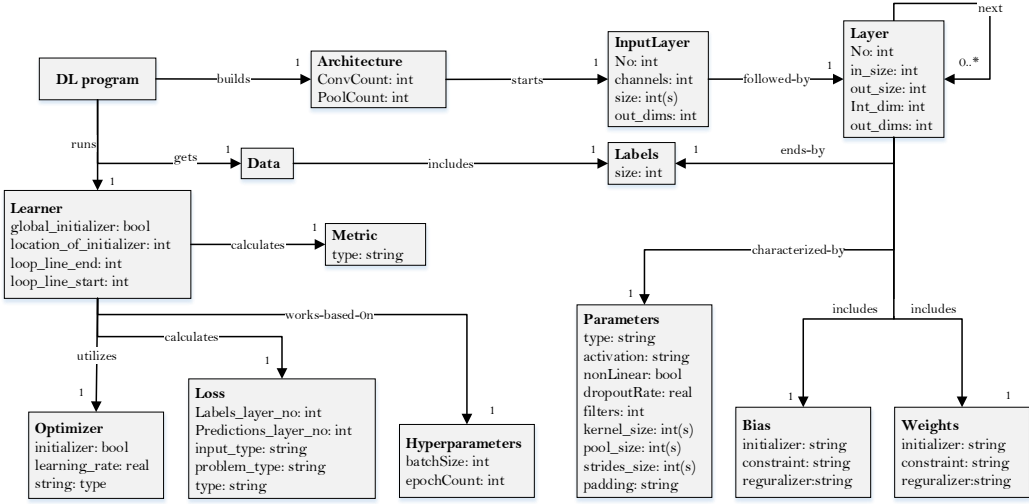 next
DL program
builds
1
Architecture
ConvCount: int
PoolCount: int
starts
1
InputLayer
No: int
channels: int
size: int(s)
out_dims: int
followed-by
1
Layer
No: int
in_size: int
out_size: int
Int_dim: int
out_dims: int
0..*
runs
gets
1
Data
includes
1
Labels
size: int
1
ends-by
1
Learner
global_initializer: bool
location_of_initializer: int
loop_line_end: int
loop_line_start: int
calculates
1
Metric
type: string
characterized-by
works-based-0n
calculates
utilizes
1
Optimizer
initializer: bool
learning_rate: real
string: type
1
Loss
Labels_layer_no: int
Predictions_layer_no: int
input_type: string
problem_type: string
type: string
1
Hyperparameters
batchSize: int
epochCount: int
1
Parameters
type: string
activation: string
nonLinear: bool
dropoutRate: real
filters: int
kernel_size: int(s)
pool_size: int(s)
strides_size: int(s)
padding: string
includes
includes
1
Bias
initializer: string
constraint: string
reguralizer:string
1
Weights
initializer: string
constraint: string
reguralizer:string